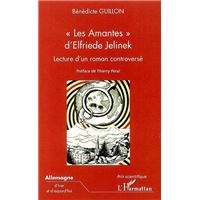 Bénédicte GUILLON
« Les Amantes »
d'Elfriede Jelinek
Lecture d'un roman controversé
Préface de Thierry Feral
Allemagne
d'hier et d'aujourd'hui
Prix scientifique
L'Harmattan